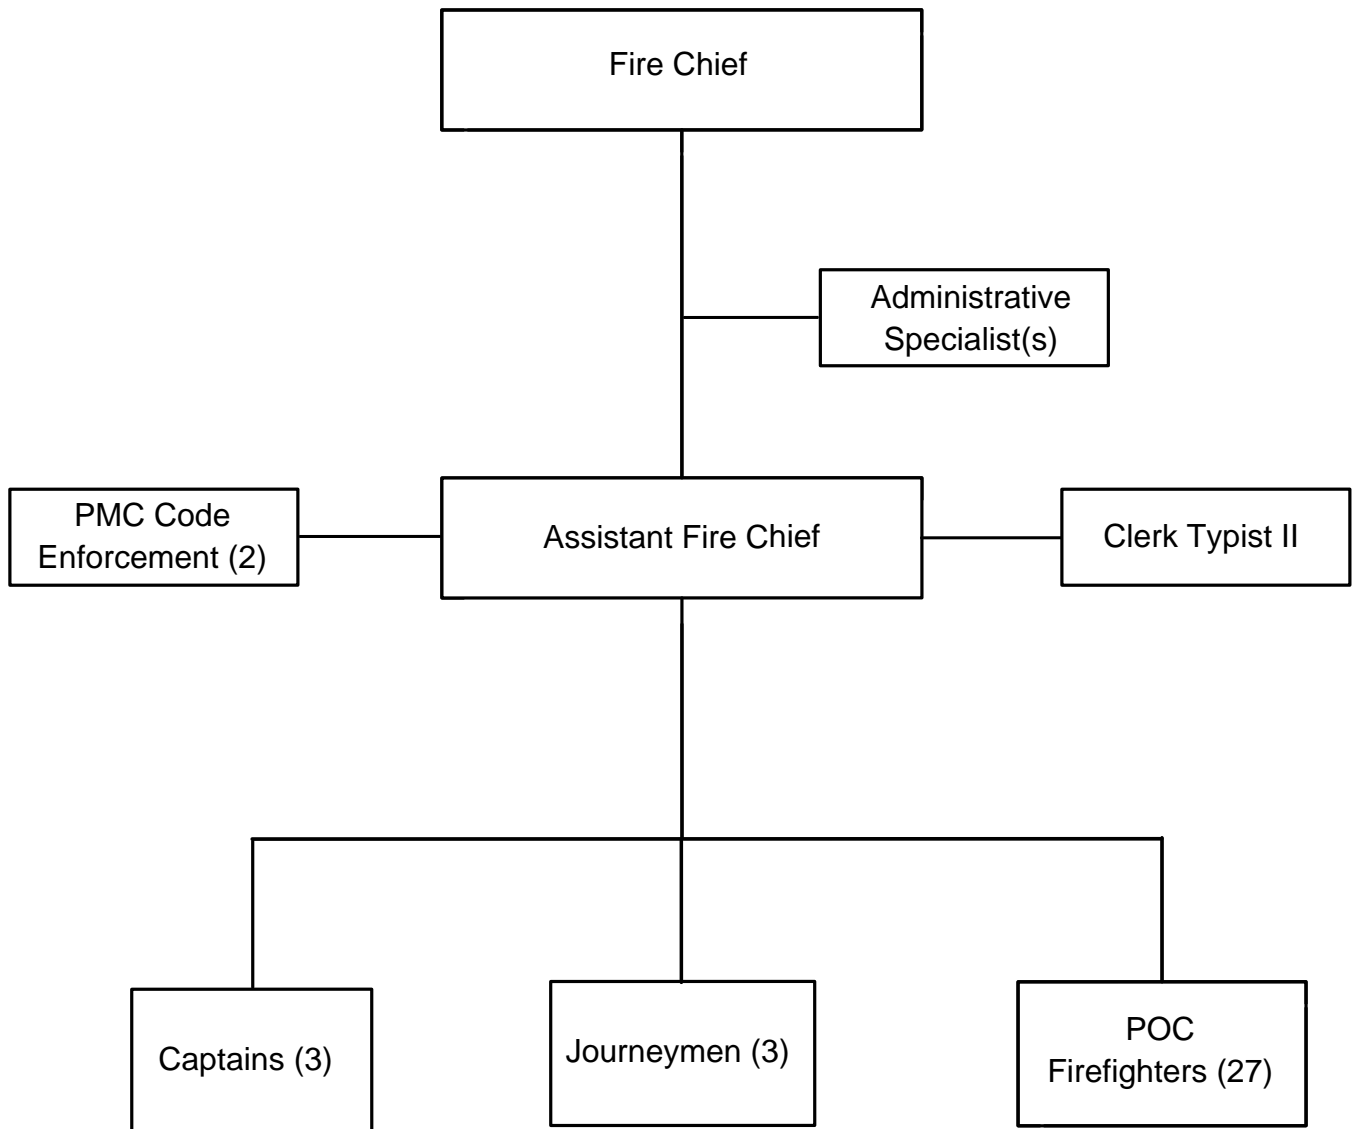 Fire Chief
Administrative
Specialist(s)
PMC Code
Enforcement (2)
Assistant Fire Chief
Clerk Typist II
Captains (3)
Journeymen (3)
POC
Firefighters (27)